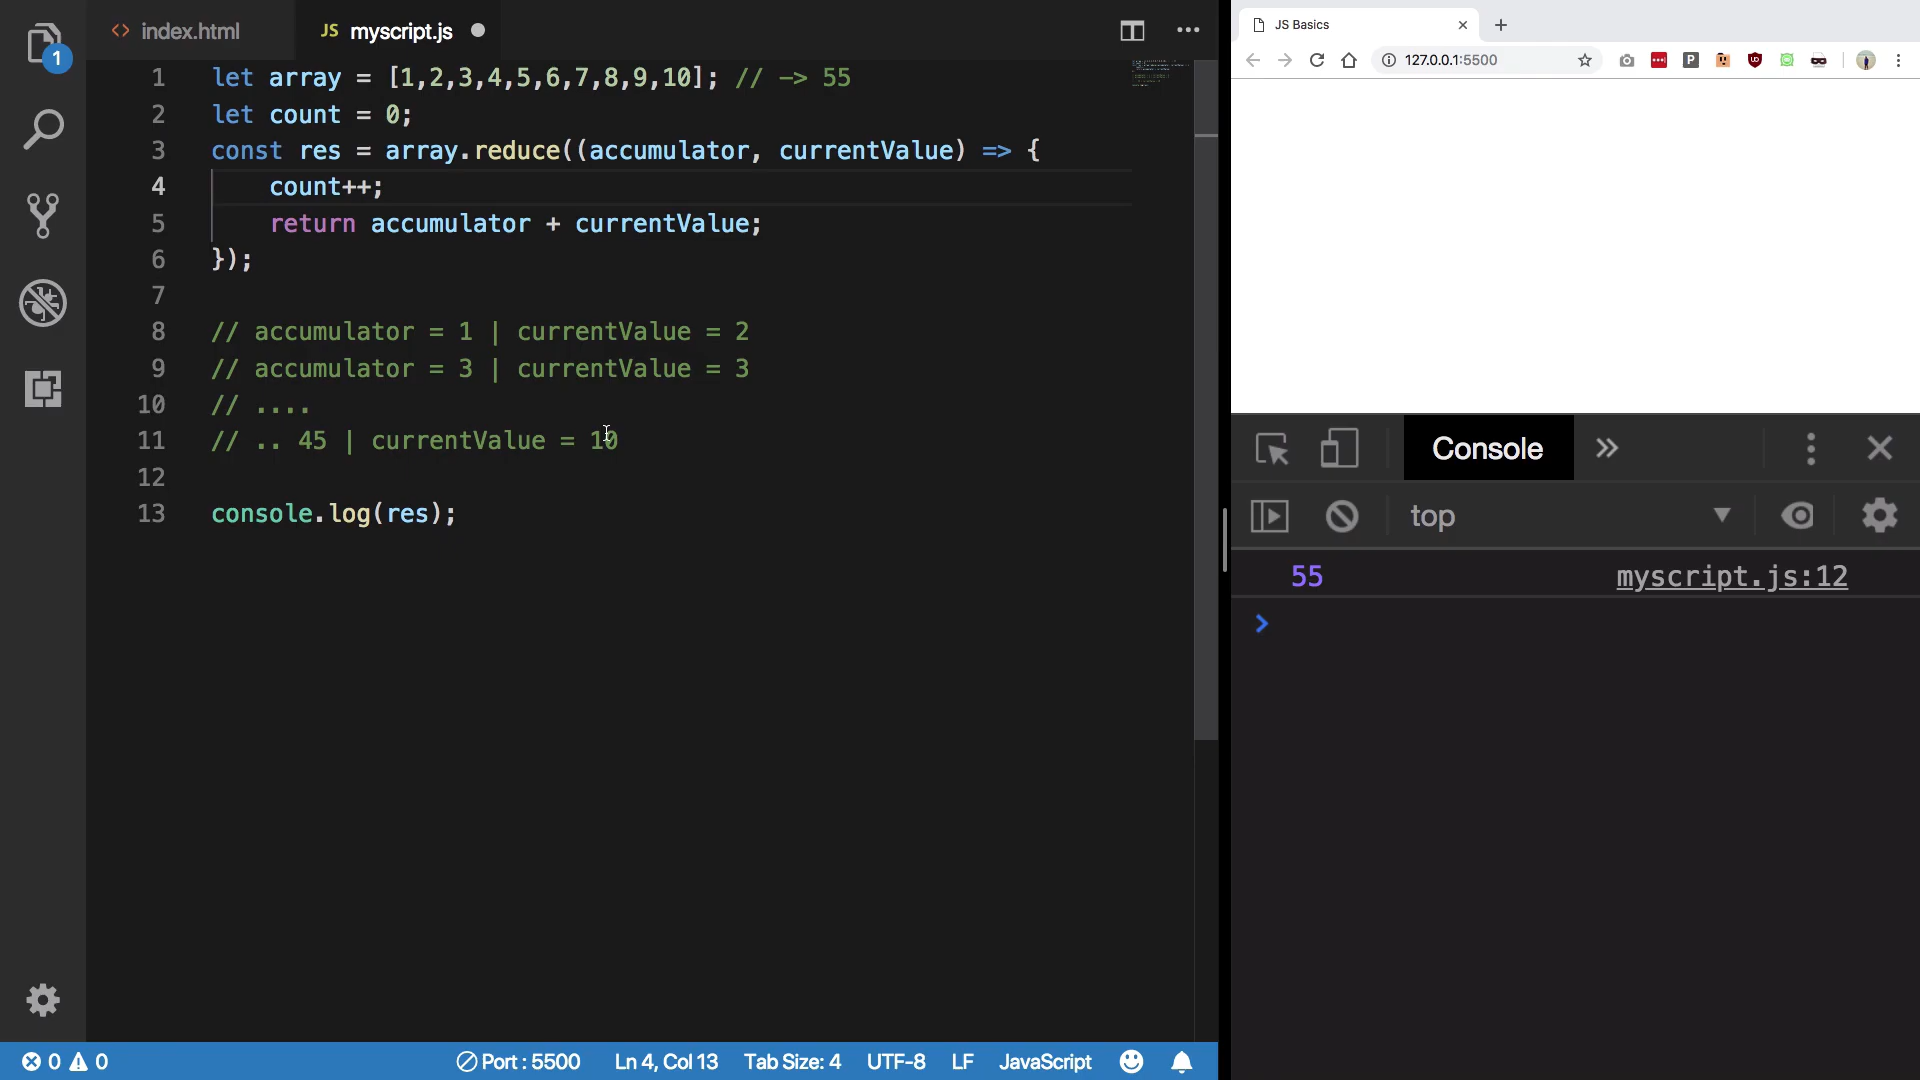 index.html
JS myscript.js
1 let array = [1,2,3,4,5,6,7,8,9,10]; // -> 55
2 let count = 0;
3 const res = array.reduce((accumulator, currentValue) => {
4 count++;
5 return accumulator + currentValue;
6 });
7
8 // accumulator = 1 | currentValue = 2
9 // accumulator = 3 | currentValue = 3
10 // ....
11 // .. 45 | currentValue = 10
12
13 console.log(res);
1
0 0
Port : 5500
Ln 4, Col 13
Tab Size: 4
UTF-8
LF
JavaScript
JS Basics
127.0.0.1:5500
Console
top
55 myscript.js:12